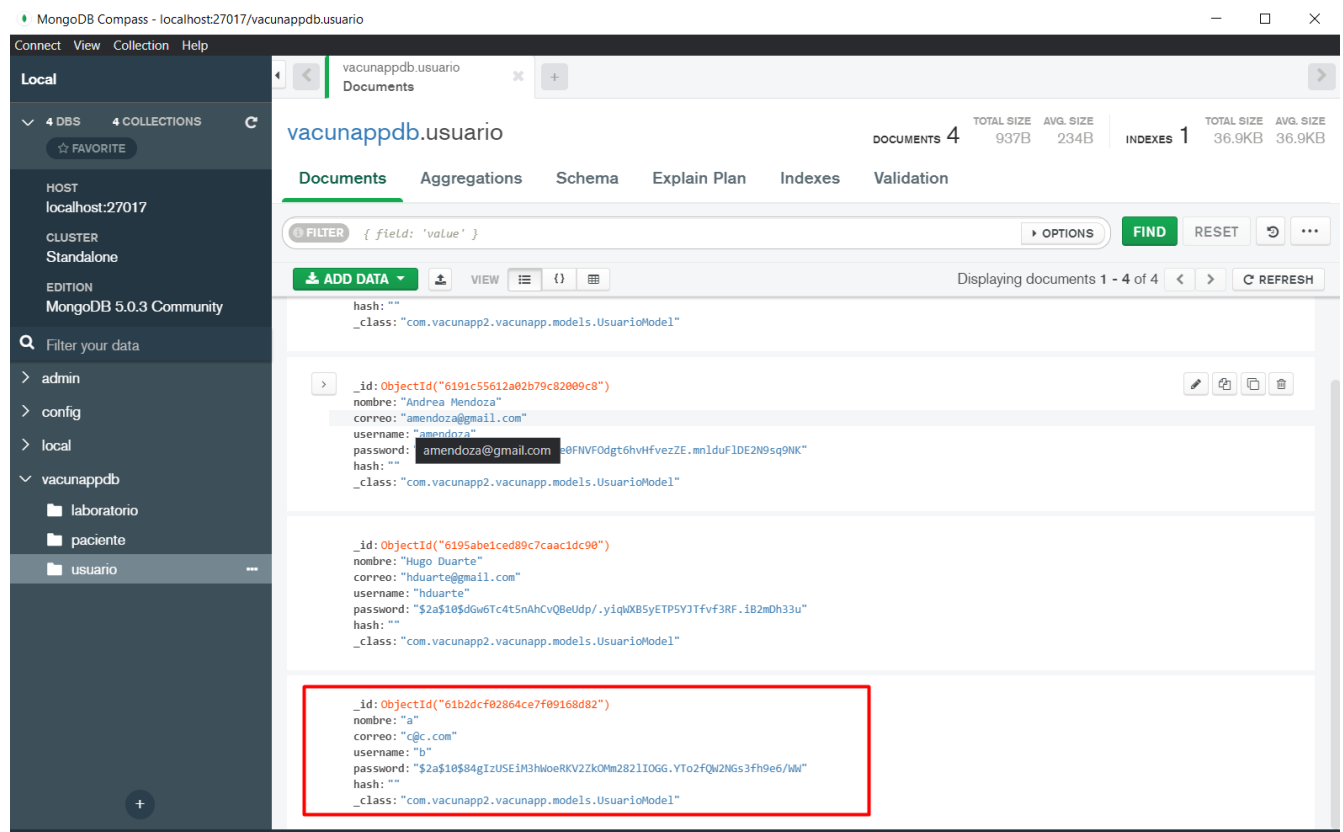 MongoDB Compass - localhost:27017/vacunappdb.usuario
Connect View Collection Help
Local
vacunappdb.usuario
Documents
4 DBS 4 COLLECTIONS
FAVORITE
HOST
localhost:27017
CLUSTER
Standalone
EDITION
MongoDB 5.0.3 Community
Filter your data
admin
config
local
vacunappdb
laboratorio
paciente
usuario
vacunappdb.usuario
DOCUMENTS 4
TOTAL SIZE AVG. SIZE
937B 234B
INDEXES 1
TOTAL SIZE AVG. SIZE
36.9KB 36.9KB
Documents Aggregations Schema Explain Plan Indexes Validation
FILTER { field: 'value' }
OPTIONS FIND RESET
ADD DATA VIEW {} Displaying documents 1 - 4 of 4 REFRESH
hash: ""
_class: "com.vacunapp2.vacunapp.models.UsuarioModel"
_id: ObjectId("6191c55612a02b79c82009c8")
nombre: "Andrea Mendoza"
correo: "amendoza@gmail.com"
username: "amendoza"
amendoza@gmail.com
password: e0FNVFOdgt6hvHfvezZE.mnlduFlDE2N9sq9NK"
hash: ""
_class: "com.vacunapp2.vacunapp.models.UsuarioModel"
_id: ObjectId("6195abe1ced89c7caac1dc90")
nombre: "Hugo Duarte"
correo: "hduarte@gmail.com"
username: "hduarte"
password: "$2a$10$dGw6Tc4t5nAhCvQBeUdp/.yiqWXB5yETP5YJTfvf3RF.iB2mDh33u"
hash: ""
_class: "com.vacunapp2.vacunapp.models.UsuarioModel"
_id: ObjectId("61b2dcf02864ce7f09168d82")
nombre: "a"
correo: "c@c.com"
username: "b"
password: "$2a$10$84gIzUSEiM3hWoeRKV2ZkOMm282lIOGG.YTo2fQW2NGs3fh9e6/WW"
hash: ""
_class: "com.vacunapp2.vacunapp.models.UsuarioModel"